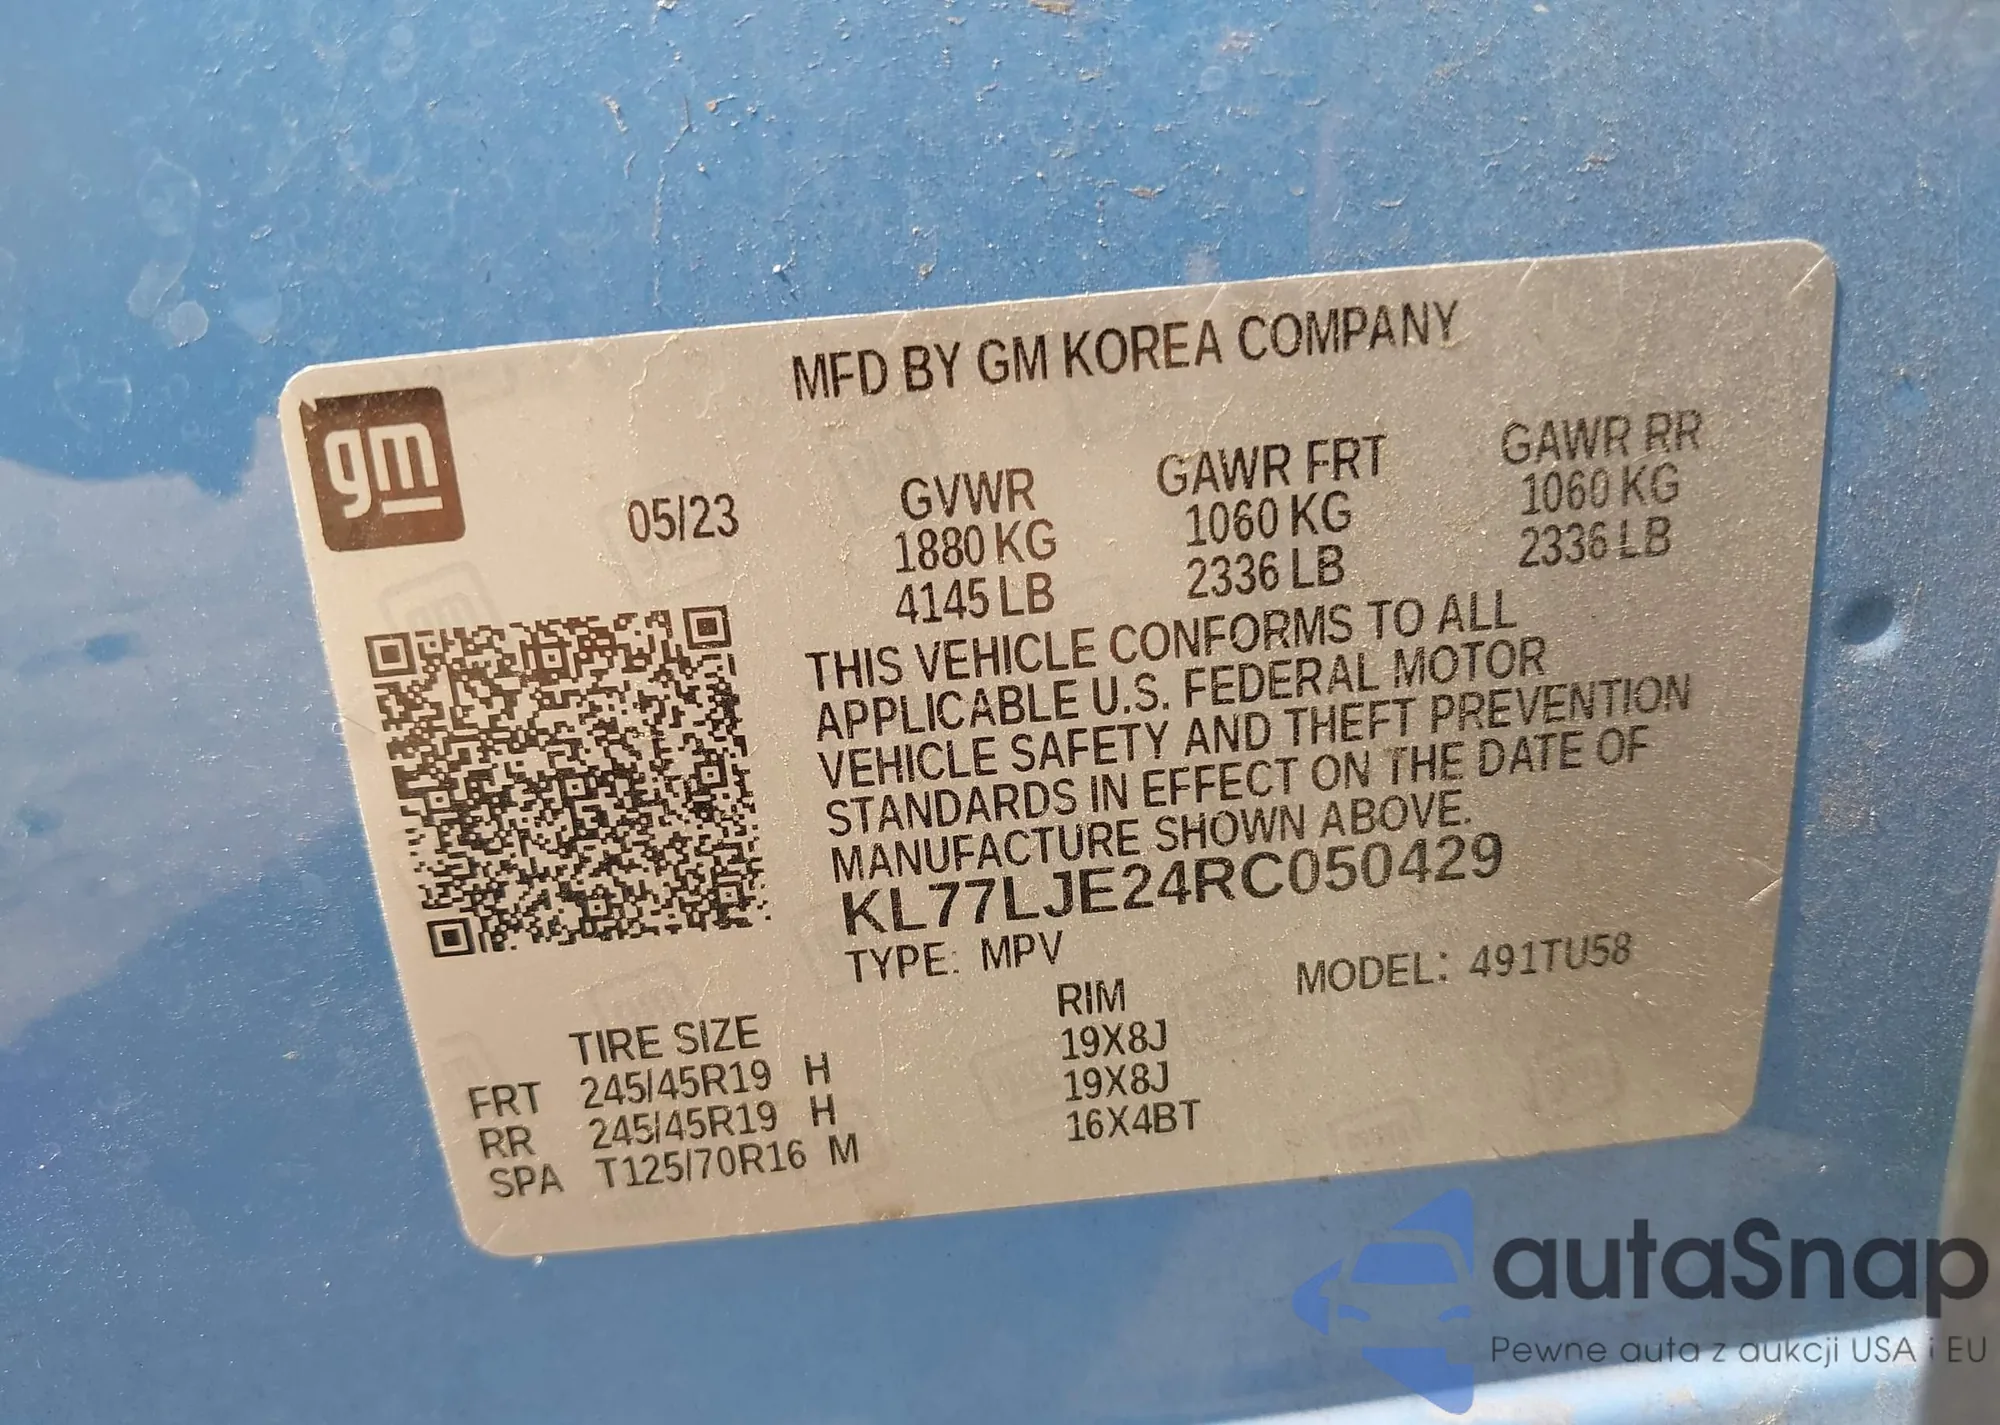 MFD BY GM KOREA COMPANY
gm
05/23
GVWR
1880 KG
4145 LB
GAWR FRT
1060 KG
2336 LB
GAWR RR
1060 KG
2336 LB
THIS VEHICLE CONFORMS TO ALL
APPLICABLE U.S. FEDERAL MOTOR
VEHICLE SAFETY AND THEFT PREVENTION
STANDARDS IN EFFECT ON THE DATE OF
MANUFACTURE SHOWN ABOVE.
KL77LJE24RC050429
TYPE: MPV MODEL: 491TU58
TIRE SIZE RIM
FRT 245/45R19 H 19X8J
RR 245/45R19 H 19X8J
SPA T125/70R16 M 16X4BT
autaSnap
Pewne auta z aukcji USA i EU